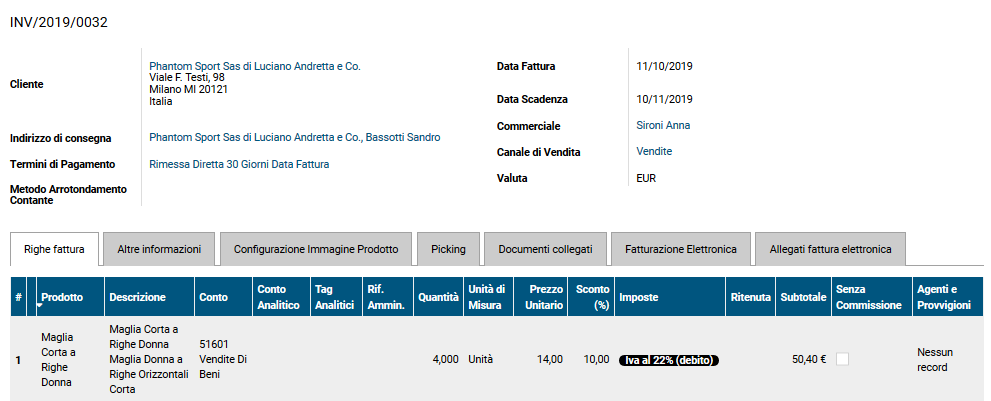 INV/2019/0032
Cliente
Phantom Sport Sas di Luciano Andretta e Co.
Viale F. Testi, 98
Milano MI 20121
Italia
Data Fattura 11/10/2019
Data Scadenza 10/11/2019
Indirizzo di consegna Phantom Sport Sas di Luciano Andretta e Co., Bassotti Sandro
Commerciale Sironi Anna
Termini di Pagamento Rimessa Diretta 30 Giorni Data Fattura
Canale di Vendita Vendite
Metodo Arrotondamento
Contante
Valuta EUR
Righe fattura Altre informazioni Configurazione Immagine Prodotto Picking Documenti collegati Fatturazione Elettronica Allegati fattura elettronica
# Prodotto Descrizione Conto Conto Analitico Tag Analitici Rif. Ammin. Quantità Unità di Misura Prezzo Unitario Sconto (%) Imposte Ritenuta Subtotale Senza Commissione Agenti e Provvigioni
1
Maglia
Corta a
Righe
Donna
Maglia Corta a
Righe Donna
Maglia Donna a
Righe Orizzontali
Corta
51601
Vendite Di
Beni
4,000 Unità 14,00 10,00 Iva al 22% (debito) 50,40 €
Nessun
record